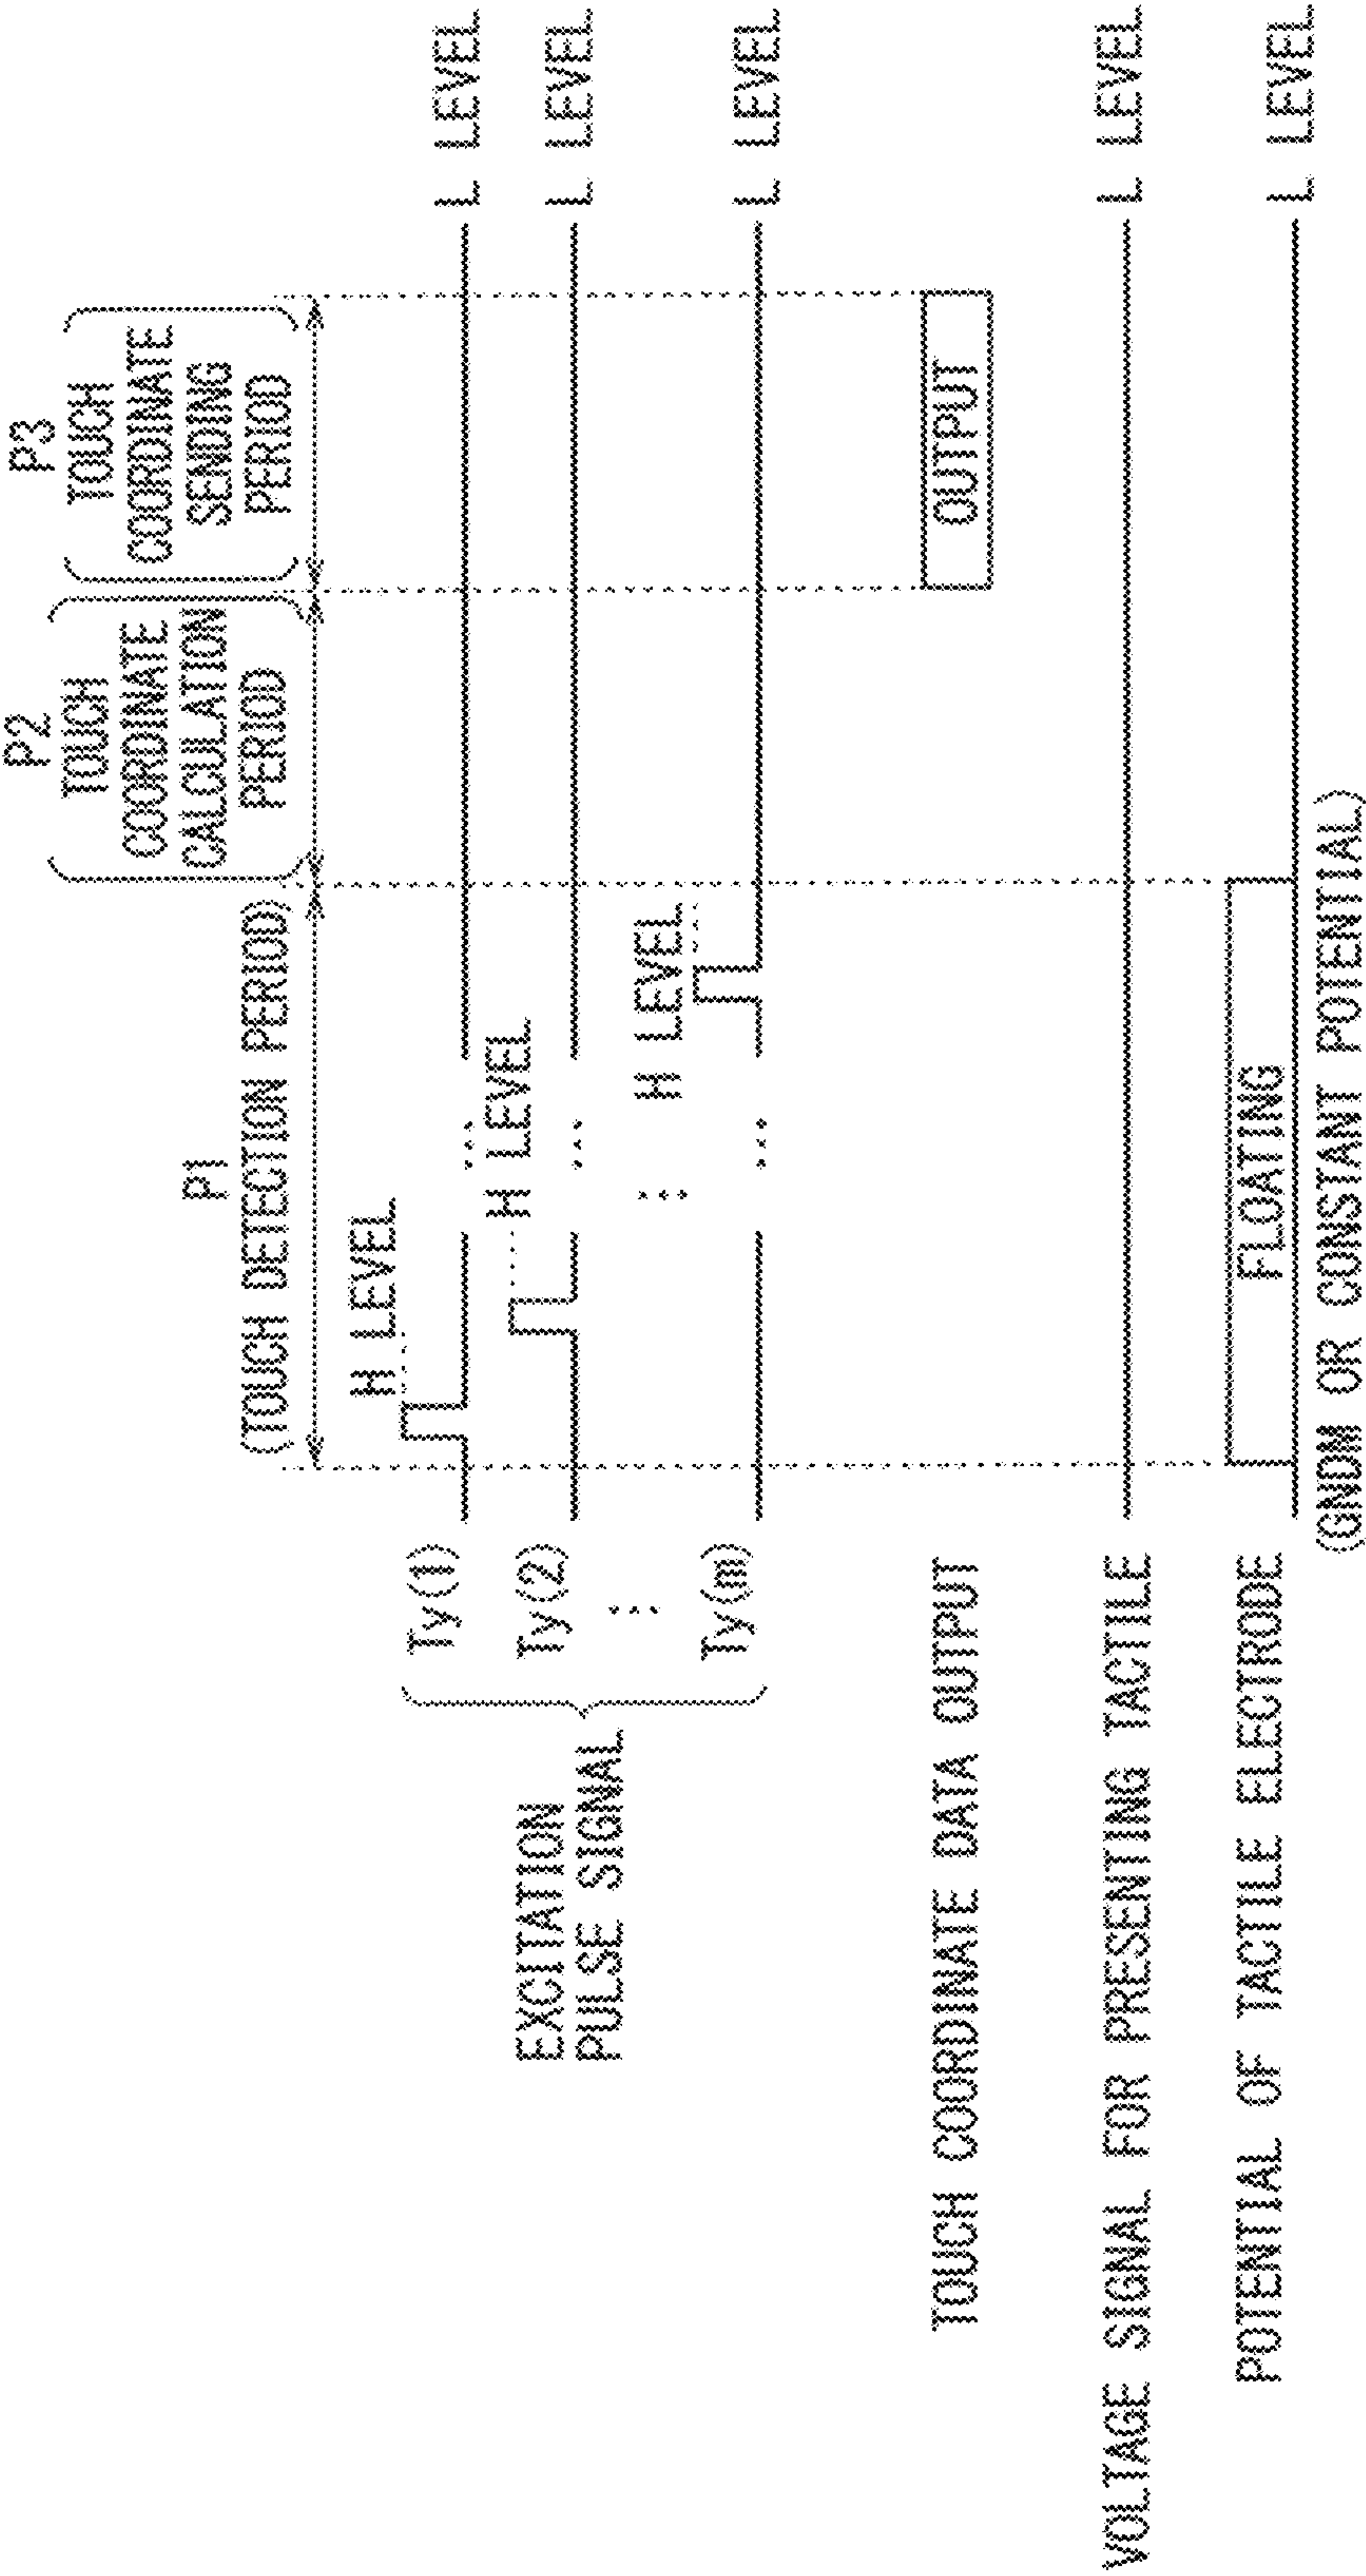 P1
(TOUCH DETECTION PERIOD)
P2
TOUCH
COORDINATE
CALCULATION
PERIOD
P3
TOUCH
COORDINATE
SENDING
PERIOD
EXCITATION
PULSE SIGNAL
Ty(1)
H LEVEL
...
L LEVEL
Ty(2)
H LEVEL
...
L LEVEL
⋮
⋮
Ty(m)
...
H LEVEL
L LEVEL
TOUCH COORDINATE DATA OUTPUT
OUTPUT
VOLTAGE SIGNAL FOR PRESENTING TACTILE
L LEVEL
POTENTIAL OF TACTILE ELECTRODE
FLOATING
L LEVEL
(GNDM OR CONSTANT POTENTIAL)